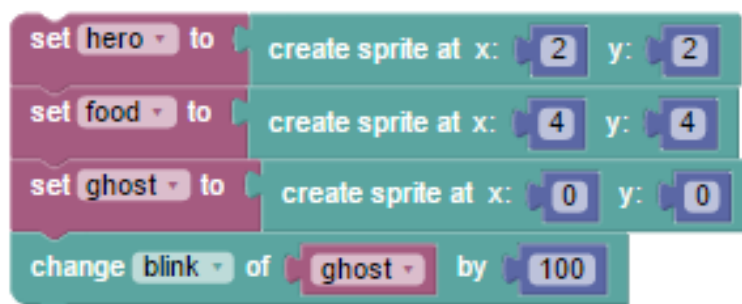 set hero to create sprite at x: 2 y: 2
set food to create sprite at x: 4 y: 4
set ghost to create sprite at x: 0 y: 0
change blink of ghost by 100